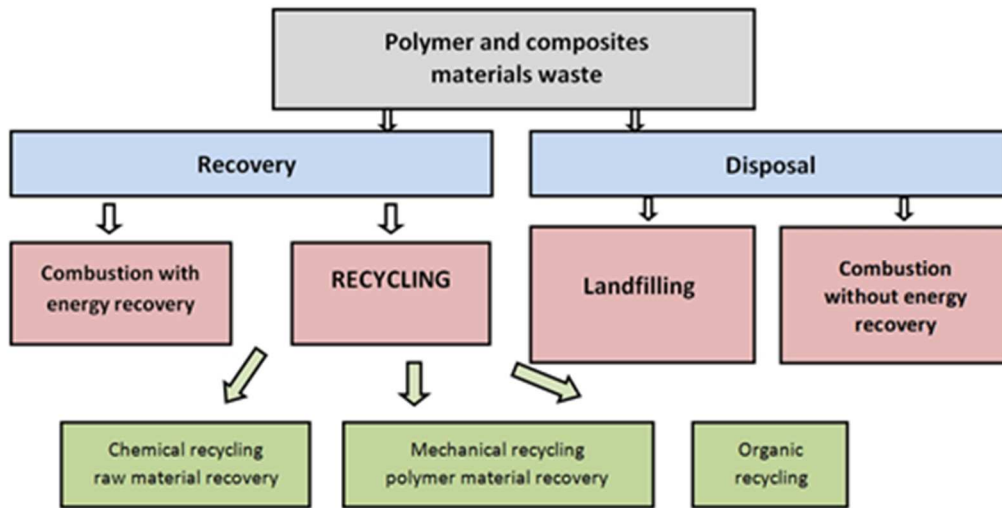 Polymer and composites
materials waste
Recovery
Disposal
Combustion with
energy recovery
RECYCLING
Landfilling
Combustion
without energy
recovery
Chemical recycling
raw material recovery
Mechanical recycling
polymer material recovery
Organic
recycling